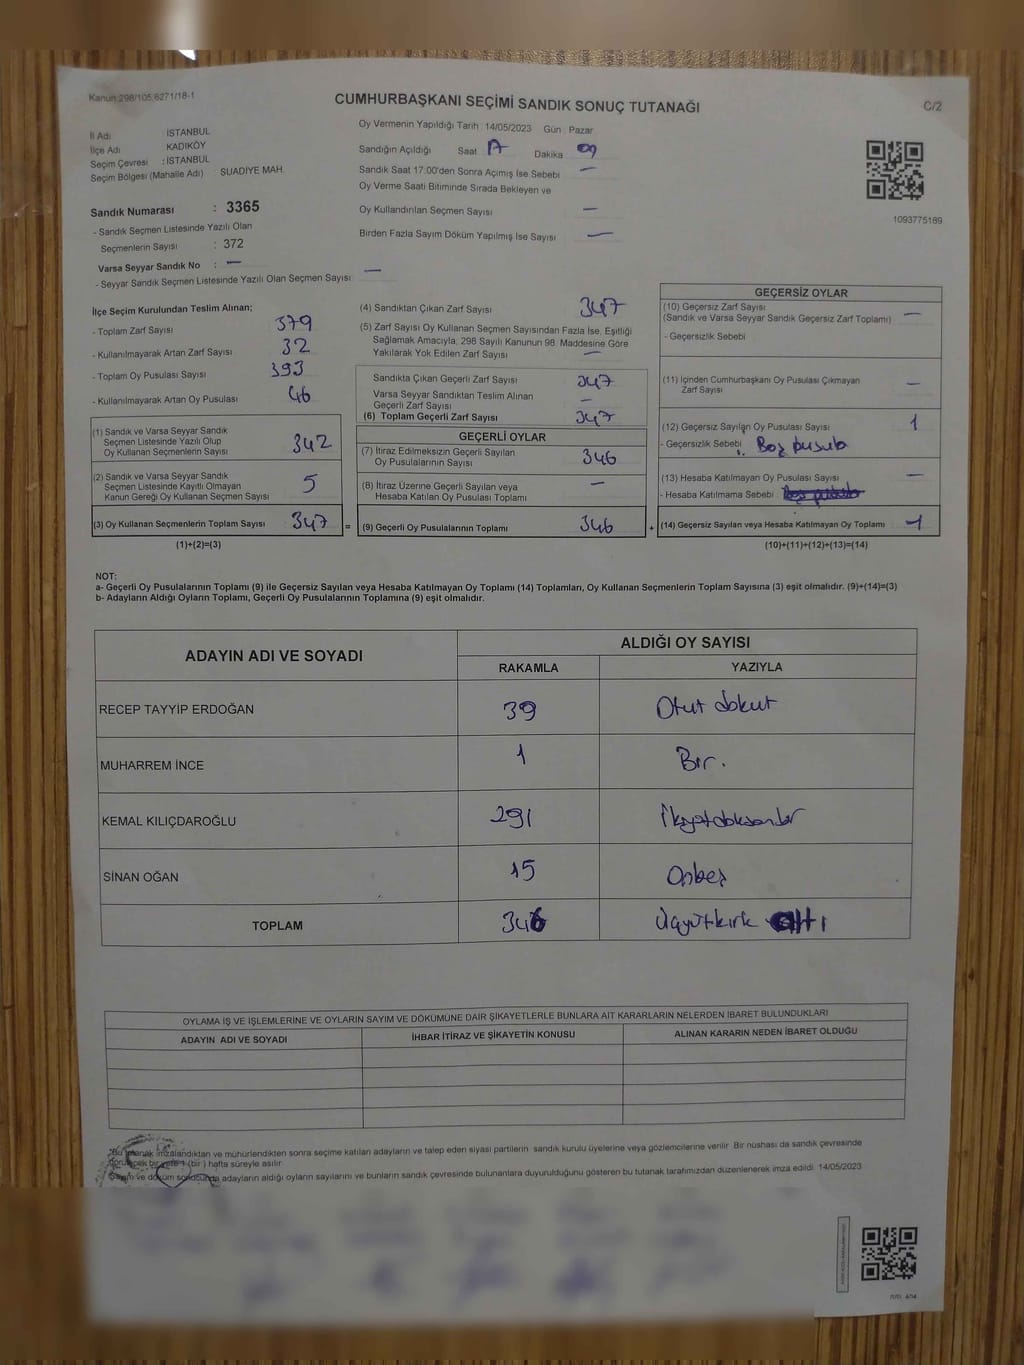 Kanun:298/105,6271/18-1
CUMHURBAŞKANI SEÇİMİ SANDIK SONUÇ TUTANAĞI
C/2
İl Adı : İSTANBUL
İlçe Adı KADIKÖY
Seçim Çevresi : İSTANBUL
Seçim Bölgesi (Mahalle Adı) SUADİYE MAH.
Sandık Numarası : 3365
- Sandık Seçmen Listesinde Yazılı Olan
Seçmenlerin Sayısı : 372
Varsa Seyyar Sandık No : —
- Seyyar Sandık Seçmen Listesinde Yazılı Olan Seçmen Sayısı: —
Oy Vermenin Yapıldığı Tarih 14/05/2023 Gün Pazar
Sandığın Açıldığı Saat 17 Dakika 09
Sandık Saat 17.00'den Sonra Açımış İse Sebebi —
Oy Verme Saati Bitiminde Sırada Bekleyen ve
Oy Kullandırılan Seçmen Sayısı —
Birden Fazla Sayım Döküm Yapılmış İse Sayısı —
1093775189
İlçe Seçim Kurulundan Teslim Alınan;
- Toplam Zarf Sayısı 379
- Kullanılmayarak Artan Zarf Sayısı 32
- Toplam Oy Pusulası Sayısı 393
- Kullanılmayarak Artan Oy Pusulası 46
(1) Sandık ve Varsa Seyyar Sandık
Seçmen Listesinde Yazılı Olup
Oy Kullanan Seçmenlerin Sayısı 342
(2) Sandık ve Varsa Seyyar Sandık
Seçmen Listesinde Kayıtlı Olmayan
Kanun Gereği Oy Kullanan Seçmen Sayısı 5
(3) Oy Kullanan Seçmenlerin Toplam Sayısı 347 =
(1)+(2)=(3)
(4) Sandıktan Çıkan Zarf Sayısı 347
(5) Zarf Sayısı Oy Kullanan Seçmen Sayısından Fazla İse, Eşitliği
Sağlamak Amacıyla; 298 Sayılı Kanunun 98. Maddesine Göre
Yakılarak Yok Edilen Zarf Sayısı —
Sandıkta Çıkan Geçerli Zarf Sayısı 347
Varsa Seyyar Sandıktan Teslim Alınan
Geçerli Zarf Sayısı —
(6) Toplam Geçerli Zarf Sayısı 347
GEÇERLİ OYLAR
(7) İtiraz Edilmeksizin Geçerli Sayılan
Oy Pusulalarının Sayısı 346
(8) İtiraz Üzerine Geçerli Sayılan veya
Hesaba Katılan Oy Pusulası Toplamı —
(9) Geçerli Oy Pusulalarının Toplamı 346 +
GEÇERSİZ OYLAR
(10) Geçersiz Zarf Sayısı
(Sandık ve Varsa Seyyar Sandık Geçersiz Zarf Toplamı) —
- Geçersizlik Sebebi
(11) İçinden Cumhurbaşkanı Oy Pusulası Çıkmayan
Zarf Sayısı —
(12) Geçersiz Sayılan Oy Pusulası Sayısı 1
- Geçersizlik Sebebi Boş pusula
(13) Hesaba Katılmayan Oy Pusulası Sayısı —
- Hesaba Katılmama Sebebi
(14) Geçersiz Sayılan veya Hesaba Katılmayan Oy Toplamı 1
(10)+(11)+(12)+(13)=(14)
NOT:
a- Geçerli Oy Pusulalarının Toplamı (9) ile Geçersiz Sayılan veya Hesaba Katılmayan Oy Toplamı (14) Toplamları, Oy Kullanan Seçmenlerin Toplam Sayısına (3) eşit olmalıdır. (9)+(14)=(3)
b- Adayların Aldığı Oyların Toplamı, Geçerli Oy Pusulalarının Toplamına (9) eşit olmalıdır.
ADAYIN ADI VE SOYADI
ALDIĞI OY SAYISI
RAKAMLA YAZIYLA
RECEP TAYYİP ERDOĞAN 39 Otuz dokuz
MUHARREM İNCE 1 Bir.
KEMAL KILIÇDAROĞLU 291 İkiyüzdoksanbir
SİNAN OĞAN 15 Onbeş
TOPLAM 346 Üçyüzkırk altı
OYLAMA İŞ VE İŞLEMLERİNE VE OYLARIN SAYIM VE DÖKÜMÜNE DAİR ŞİKAYETLERLE BUNLARA AİT KARARLARIN NELERDEN İBARET BULUNDUKLARI
ADAYIN ADI VE SOYADI İHBAR İTİRAZ VE ŞİKAYETİN KONUSU ALINAN KARARIN NEDEN İBARET OLDUĞU
"Bu tutanak imzalandıktan ve mühürlendikten sonra seçime katılan adayların ve talep eden siyasi partilerin sandık kurulu üyelerine veya gözlemcilerine verilir. Bir nüshası da sandık çevresinde
görülecek bir yere 1 (bir) hafta süreyle asılır.
Sayım ve döküm sonucunda adayların aldığı oyların sayılarını ve bunların sandık çevresinde bulunanlara duyurulduğunu gösteren bu tutanak tarafımızdan düzenlenerek imza edildi. 14/05/2023